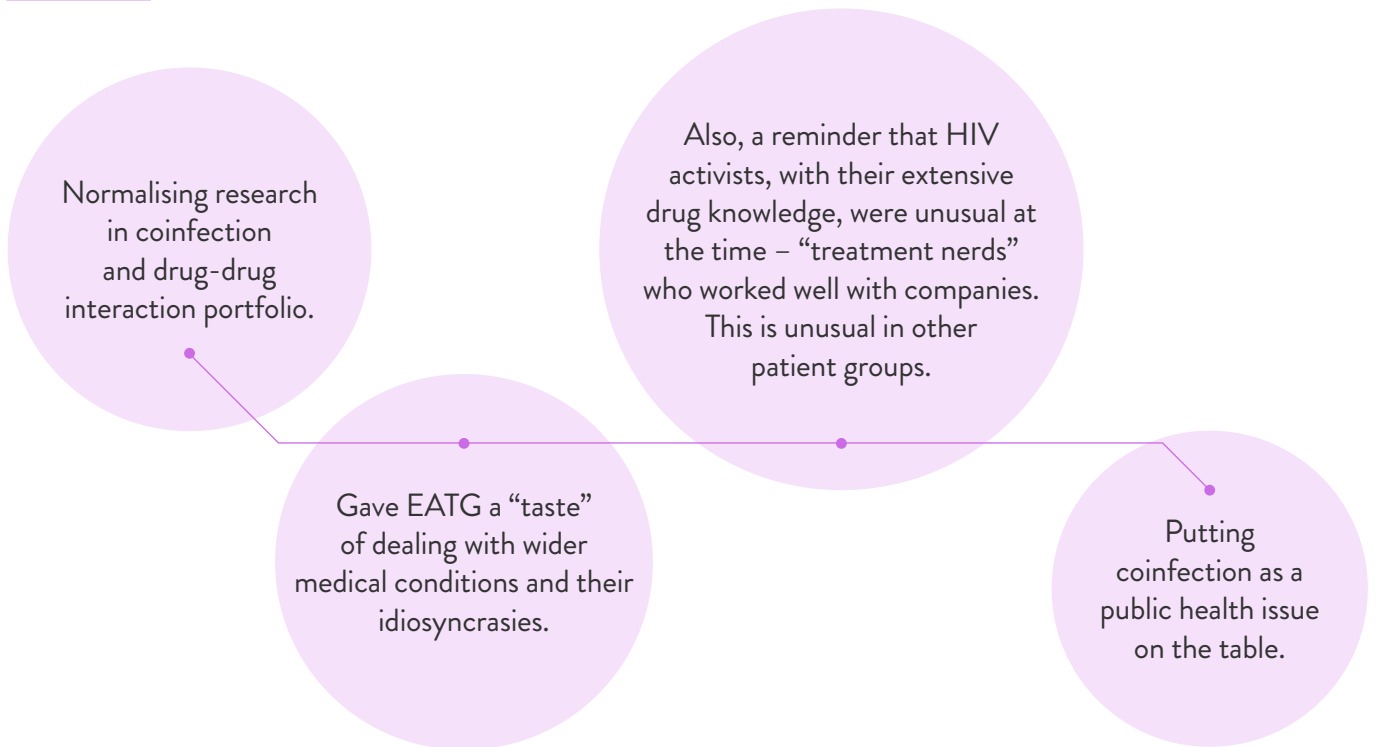 Normalising research
in coinfection
and drug-drug
interaction portfolio.
Gave EATG a “taste”
of dealing with wider
medical conditions and their
idiosyncrasies.
Also, a reminder that HIV
activists, with their extensive
drug knowledge, were unusual at
the time – “treatment nerds”
who worked well with companies.
This is unusual in other
patient groups.
Putting
coinfection as a
public health issue
on the table.